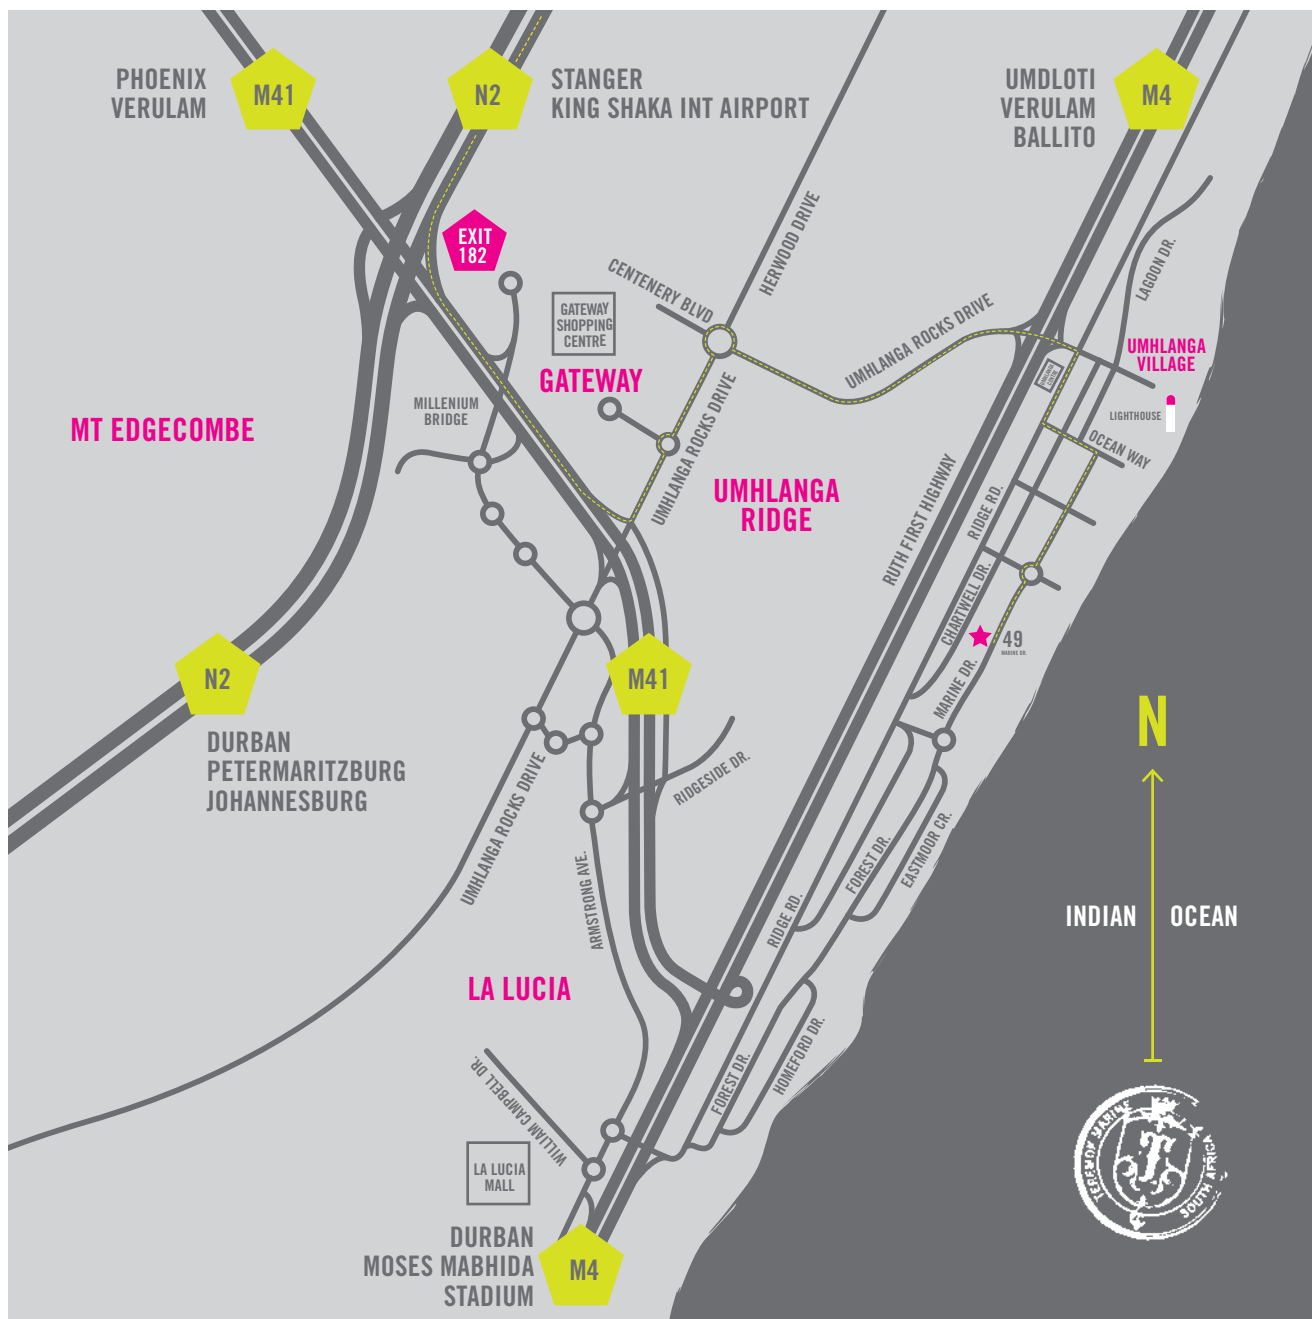 PHOENIX
VERULAM
M41
N2
STANGER
KING SHAKA INT AIRPORT
UMDLOTI
VERULAM
BALLITO
M4
EXIT
182
HERWOOD DRIVE
CENTENERY BLVD
LAGOON DR.
GATEWAY
SHOPPING
CENTRE
GATEWAY
UMHLANGA ROCKS DRIVE
UMHLANGA
VILLAGE
LIGHTHOUSE
MILLENIUM
BRIDGE
MT EDGECOMBE
UMHLANGA ROCKS DRIVE
OCEAN WAY
UMHLANGA
RIDGE
RUTH FIRST HIGHWAY
RIDGE RD.
CHARTWELL DR.
49
MARINE DR.
MARINE DR.
N2
M41
DURBAN
PETERMARITZBURG
JOHANNESBURG
N
UMHLANGA ROCKS DRIVE
RIDGESIDE DR.
ARMSTRONG AVE.
FOREST DR.
EASTMOOR CR.
RIDGE RD.
INDIAN
OCEAN
LA LUCIA
HOMEFORD DR.
FOREST DR.
WILLIAM CAMPBELL DR.
LA LUCIA
MALL
TEREMOK MARINE
SOUTH AFRICA
T
DURBAN
MOSES MABHIDA
STADIUM
M4